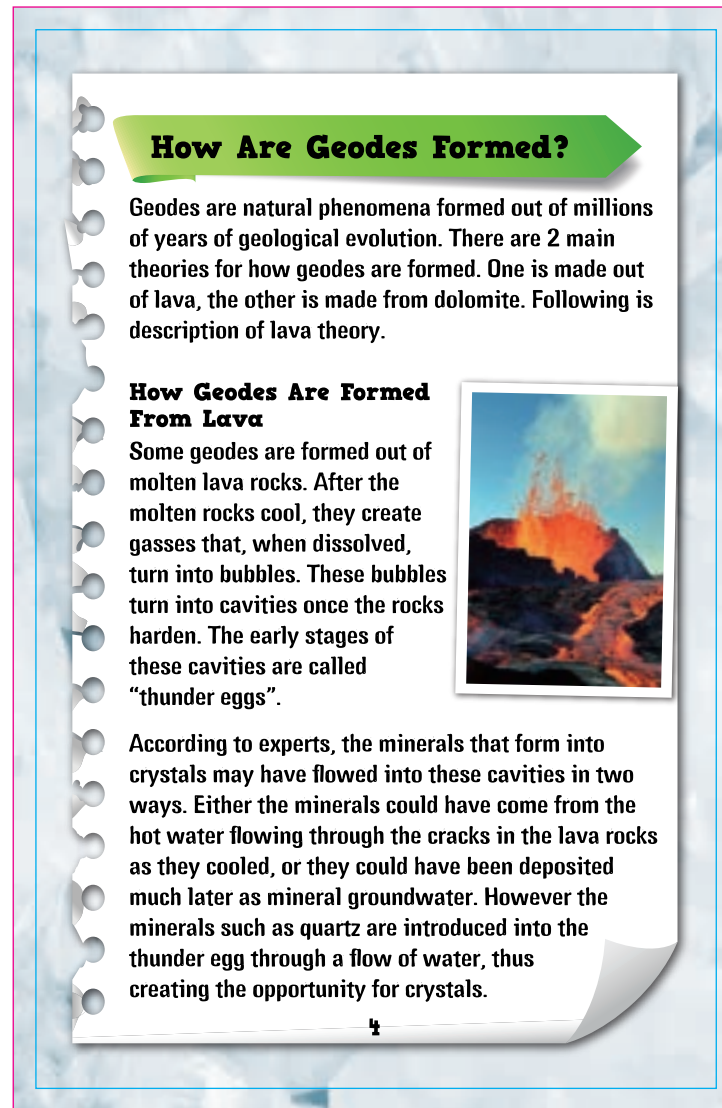 How Are Geodes Formed?
Geodes are natural phenomena formed out of millions
of years of geological evolution. There are 2 main
theories for how geodes are formed. One is made out
of lava, the other is made from dolomite. Following is
description of lava theory.
How Geodes Are Formed
From Lava
Some geodes are formed out of
molten lava rocks. After the
molten rocks cool, they create
gasses that, when dissolved,
turn into bubbles. These bubbles
turn into cavities once the rocks
harden. The early stages of
these cavities are called
“thunder eggs”.
According to experts, the minerals that form into
crystals may have flowed into these cavities in two
ways. Either the minerals could have come from the
hot water flowing through the cracks in the lava rocks
as they cooled, or they could have been deposited
much later as mineral groundwater. However the
minerals such as quartz are introduced into the
thunder egg through a flow of water, thus
creating the opportunity for crystals.
4